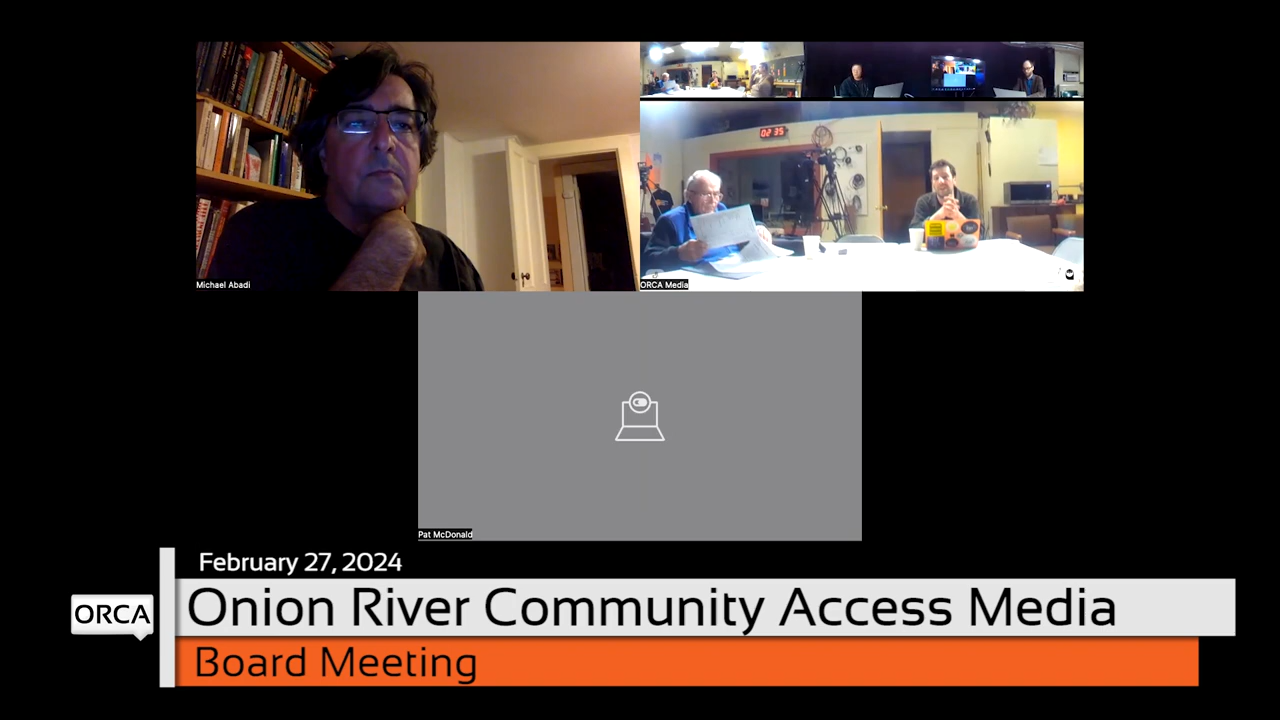 02 35
Michael Abadi
ORCA Media
Pat McDonald
February 27, 2024
ORCA
Onion River Community Access Media
Board Meeting